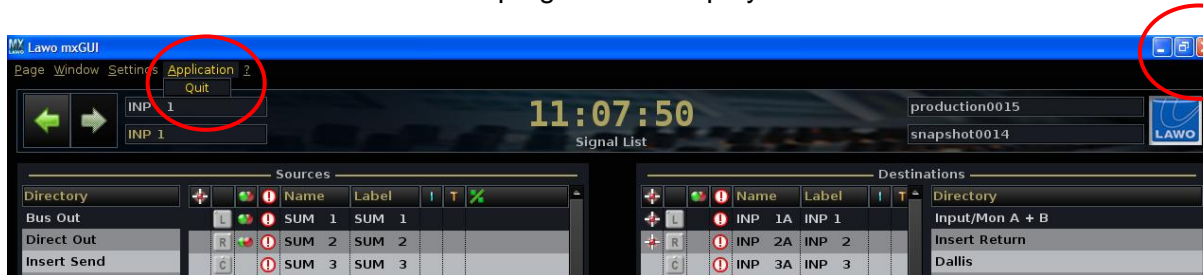 Lawo mxGUI
Page Window Settings Application ?
Quit
INP 1
INP 1
11:07:50
Signal List
production0015
snapshot0014
LAWO
Sources
Destinations
Directory Name Label I T
Name Label I T Directory
Bus Out L SUM 1 SUM 1
L INP 1A INP 1 Input/Mon A + B
Direct Out R SUM 2 SUM 2
R INP 2A INP 2 Insert Return
Insert Send C SUM 3 SUM 3
C INP 3A INP 3 Dallis